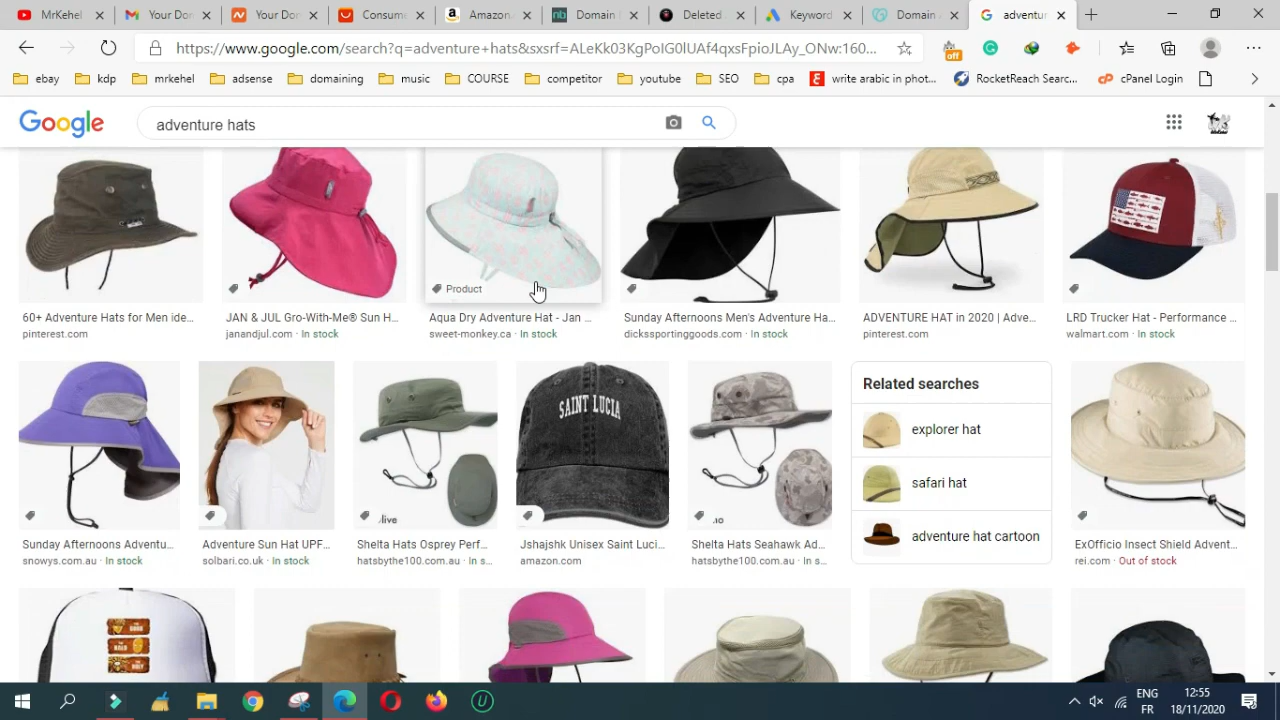 MrKehel
Your Dor
Your Do
Consum
Amazon.
Domain
Deleted
Keyword
Domain
adventur
https://www.google.com/search?q=adventure+hats&sxsrf=ALeKk03KgPoIG0lUAf4qxsFpioJLAy_ONw:160...
off
ebay
kdp
mrkehel
adsense
domaining
music
COURSE
competitor
youtube
SEO
cpa
write arabic in phot...
RocketReach Searc...
cPanel Login
Google
adventure hats
Product
60+ Adventure Hats for Men ide...
pinterest.com
JAN & JUL Gro-With-Me® Sun H...
janandjul.com · In stock
Aqua Dry Adventure Hat - Jan ...
sweet-monkey.ca · In stock
Sunday Afternoons Men's Adventure Ha...
dickssportinggoods.com · In stock
ADVENTURE HAT in 2020 | Adve...
pinterest.com
LRD Trucker Hat - Performance ...
walmart.com · In stock
SAINT LUCIA
Related searches
explorer hat
safari hat
adventure hat cartoon
Sunday Afternoons Adventu...
snowys.com.au · In stock
Adventure Sun Hat UPF...
solbari.co.uk · In stock
Shelta Hats Osprey Perf...
hatsbythe100.com.au · In s...
Jshajshk Unisex Saint Luci...
amazon.com
Shelta Hats Seahawk Ad...
hatsbythe100.com.au · In s...
ExOfficio Insect Shield Advent...
rei.com · Out of stock
ENG
FR
12:55
18/11/2020